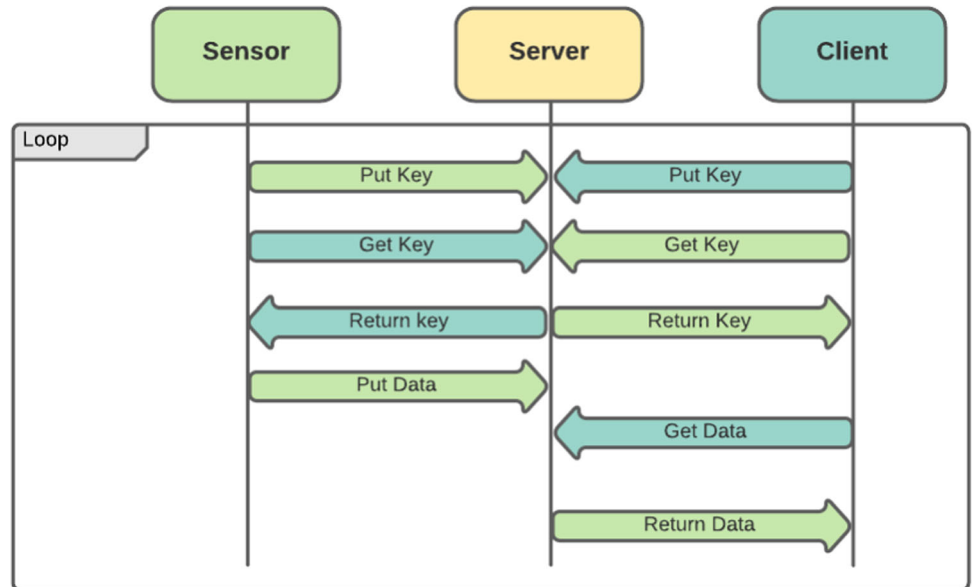 Sensor
Server
Client
Loop
Put Key
Put Key
Get Key
Get Key
Return key
Return Key
Put Data
Get Data
Return Data